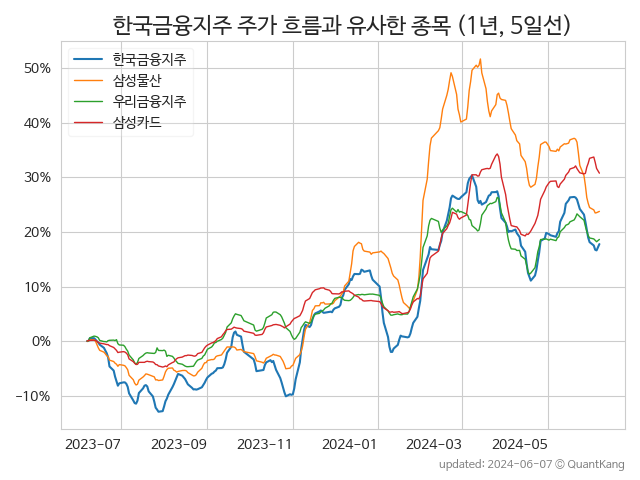 한국금융지주 주가 흐름과 유사한 종목 (1년, 5일선)
한국금융지주
삼성물산
우리금융지주
삼성카드
50%
40%
30%
20%
10%
0%
−10%
2023-07 2023-09 2023-11 2024-01 2024-03 2024-05
updated: 2024-06-07 © QuantKang